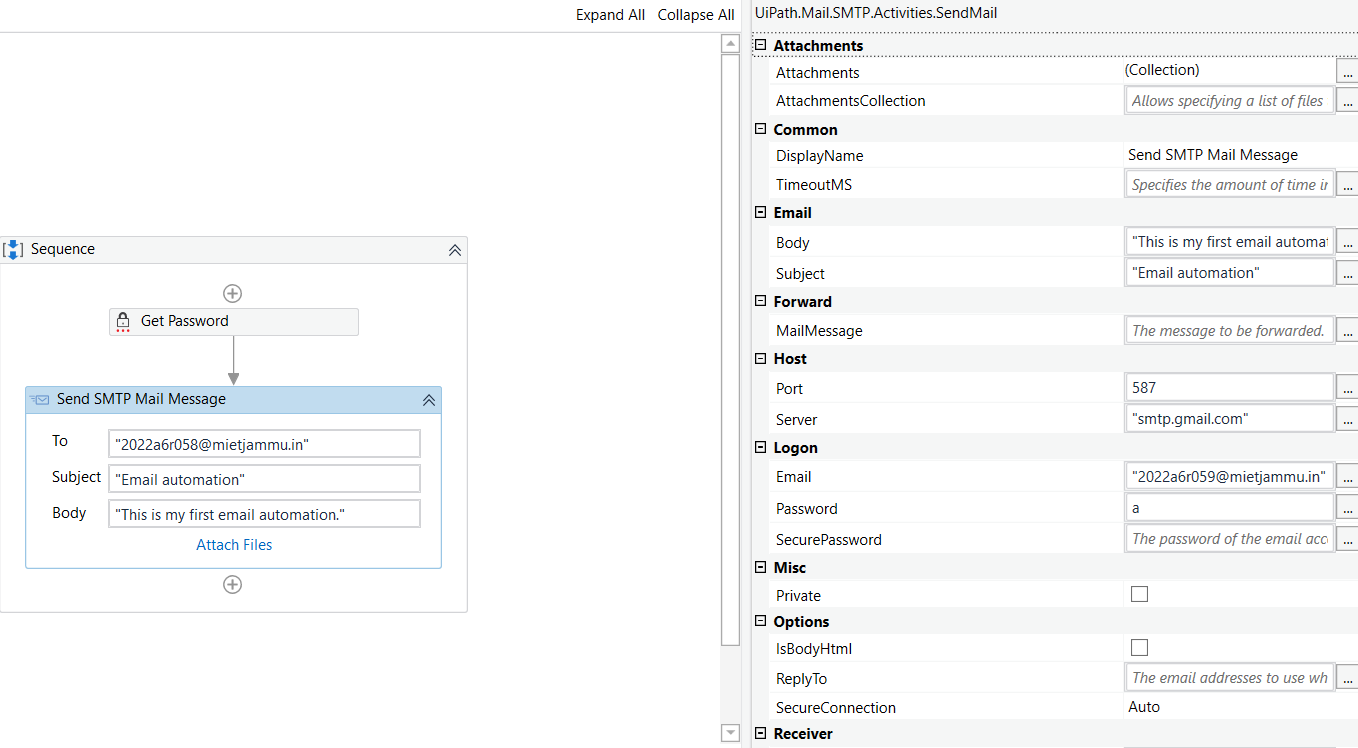 Expand All Collapse All
Sequence
Get Password
Send SMTP Mail Message
To "2022a6r058@mietjammu.in"
Subject "Email automation"
Body "This is my first email automation."
Attach Files
UiPath.Mail.SMTP.Activities.SendMail
Attachments
Attachments (Collection) ...
AttachmentsCollection Allows specifying a list of files ...
Common
DisplayName Send SMTP Mail Message
TimeoutMS Specifies the amount of time ir ...
Email
Body "This is my first email automat ...
Subject "Email automation" ...
Forward
MailMessage The message to be forwarded. ...
Host
Port 587 ...
Server "smtp.gmail.com" ...
Logon
Email "2022a6r059@mietjammu.in" ...
Password a ...
SecurePassword The password of the email acc ...
Misc
Private
Options
IsBodyHtml
ReplyTo The email addresses to use wh ...
SecureConnection Auto
Receiver